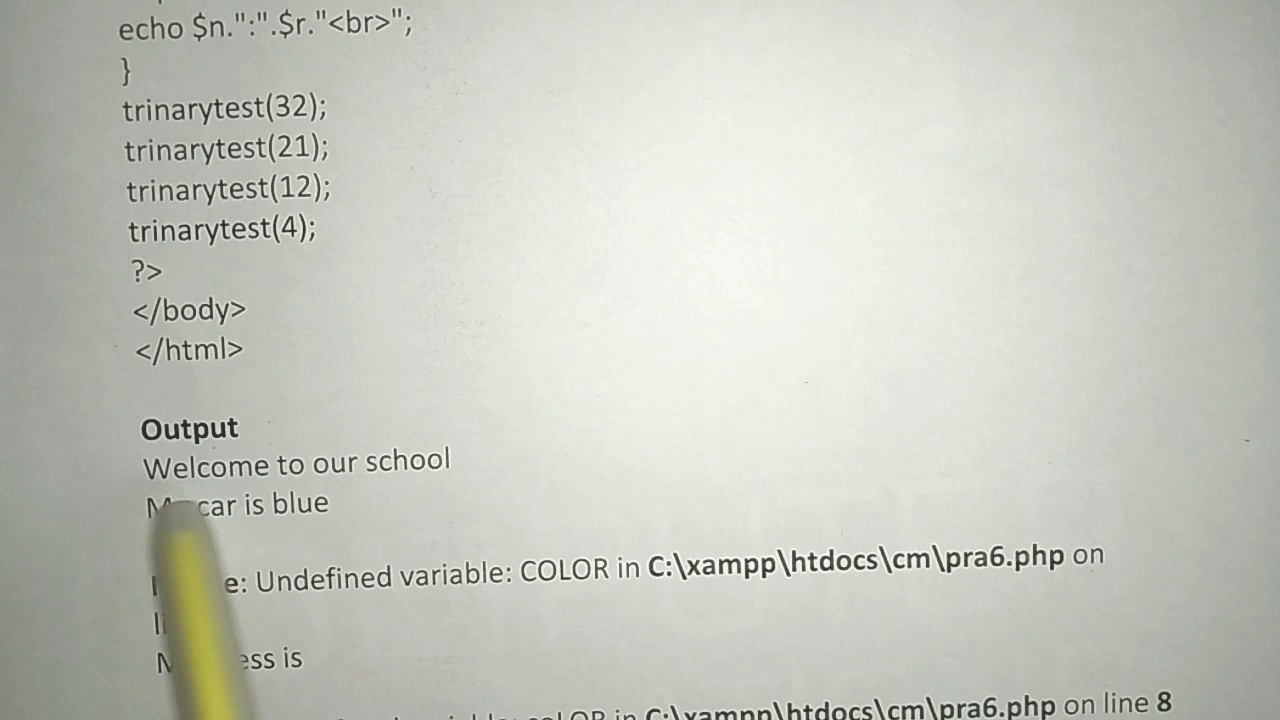 echo $n.":".$r."<br>";
}
trinarytest(32);
trinarytest(21);
trinarytest(12);
trinarytest(4);
?>
</body>
</html>
Output
Welcome to our school
car is blue
Undefined variable: COLOR in C:\xampp\htdocs\cm\pra6.php on
is
in C:\xampp\htdocs\cm\pra6.php on line 8